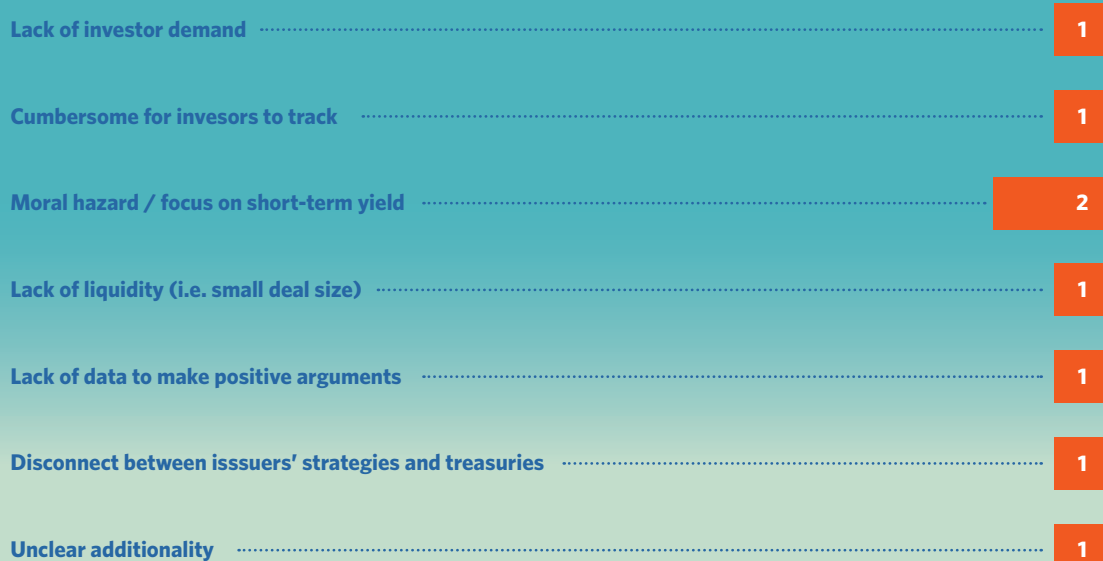 Lack of investor demand 1
Cumbersome for invesors to track 1
Moral hazard / focus on short-term yield 2
Lack of liquidity (i.e. small deal size) 1
Lack of data to make positive arguments 1
Disconnect between isssuers’ strategies and treasuries 1
Unclear additionality 1